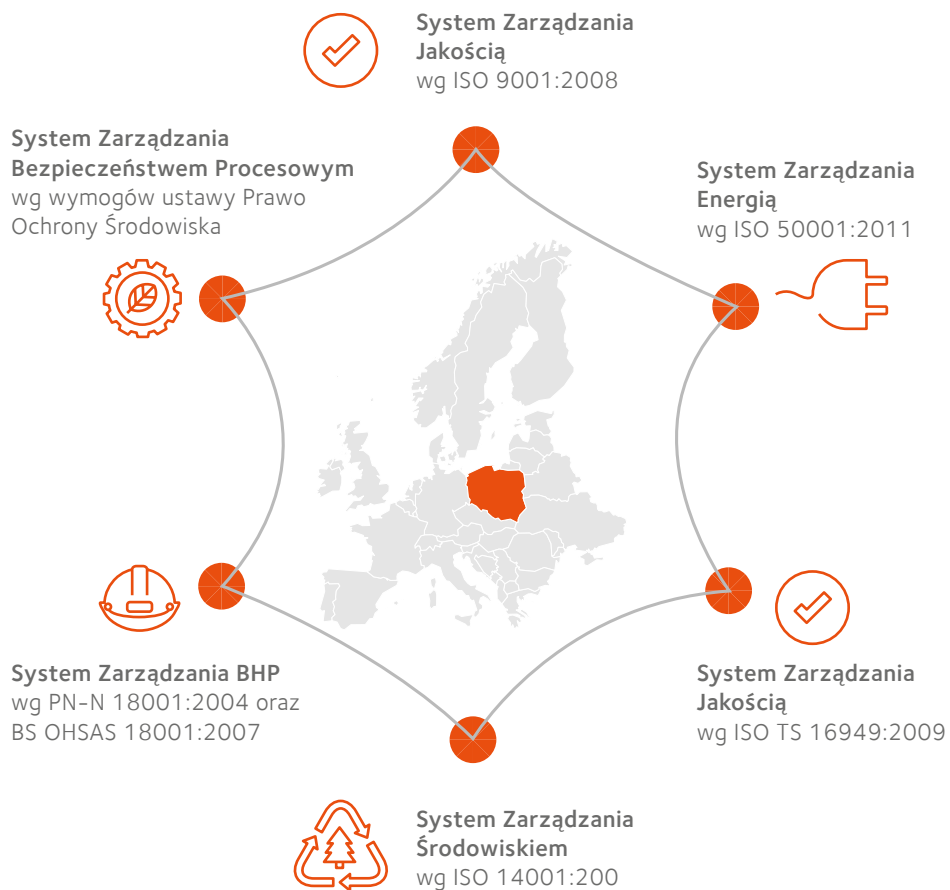 System Zarządzania
Jakością
wg ISO 9001:2008
System Zarządzania
Bezpieczeństwem Procesowym
wg wymogów ustawy Prawo
Ochrony Środowiska
System Zarządzania
Energią
wg ISO 50001:2011
System Zarządzania BHP
wg PN-N 18001:2004 oraz
BS OHSAS 18001:2007
System Zarządzania
Jakością
wg ISO TS 16949:2009
System Zarządzania
Środowiskiem
wg ISO 14001:200